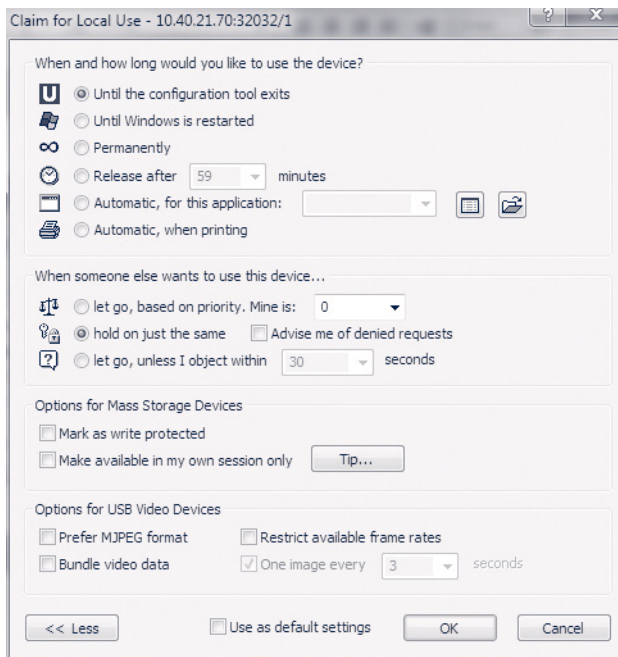 Claim for Local Use - 10.40.21.70:32032/1
When and how long would you like to use the device?
Until the configuration tool exits
Until Windows is restarted
Permanently
Release after 59 minutes
Automatic, for this application:
Automatic, when printing
When someone else wants to use this device...
let go, based on priority. Mine is: 0
hold on just the same Advise me of denied requests
let go, unless I object within 30 seconds
Options for Mass Storage Devices
Mark as write protected
Make available in my own session only Tip...
Options for USB Video Devices
Prefer MJPEG format Restrict available frame rates
Bundle video data One image every 3 seconds
<< Less Use as default settings OK Cancel